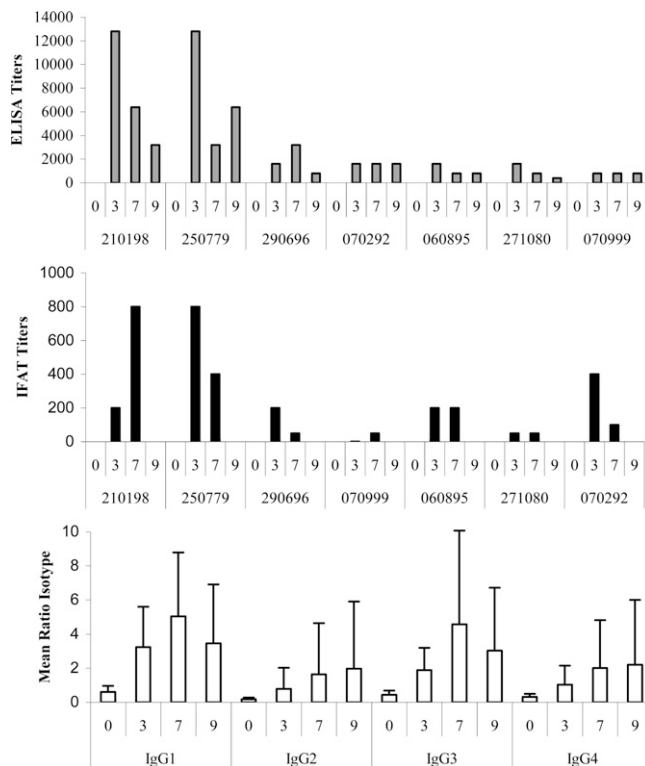 ELISA Titers
14000
12000
10000
8000
6000
4000
2000
0
0 3 7 9 0 3 7 9 0 3 7 9 0 3 7 9 0 3 7 9 0 3 7 9 0 3 7 9
210198 250779 290696 070292 060895 271080 070999
IFAT Titers
1000
800
600
400
200
0
0 3 7 9 0 3 7 9 0 3 7 9 0 3 7 9 0 3 7 9 0 3 7 9 0 3 7 9
210198 250779 290696 070999 060895 271080 070292
Mean Ratio Isotype
10
8
6
4
2
0
0 3 7 9 0 3 7 9 0 3 7 9 0 3 7 9
IgG1 IgG2 IgG3 IgG4